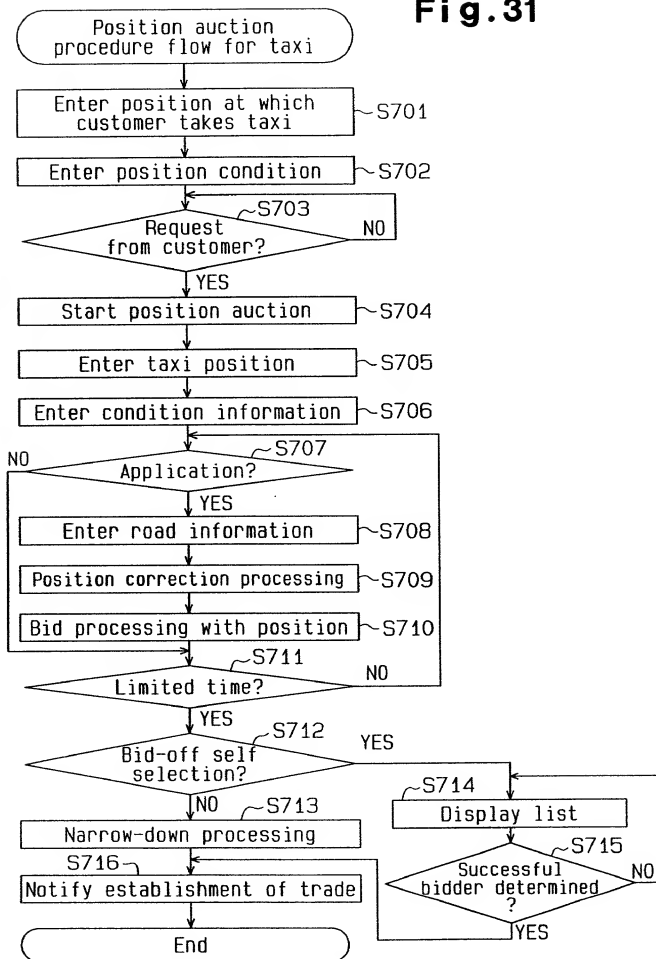 Fig.31
Position auction
procedure flow for taxi
Enter position at which
customer takes taxi
S701
Enter position condition
S702
S703
Request
from customer?
NO
YES
Start position auction
S704
Enter taxi position
S705
Enter condition information
S706
S707
NO
Application?
YES
Enter road information
S708
Position correction processing
S709
Bid processing with position
S710
S711
Limited time?
NO
YES
S712
Bid-off self
selection?
YES
NO
S713
Narrow-down processing
S714
Display list
S715
Successful
bidder determined
?
NO
YES
S716
Notify establishment of trade
End